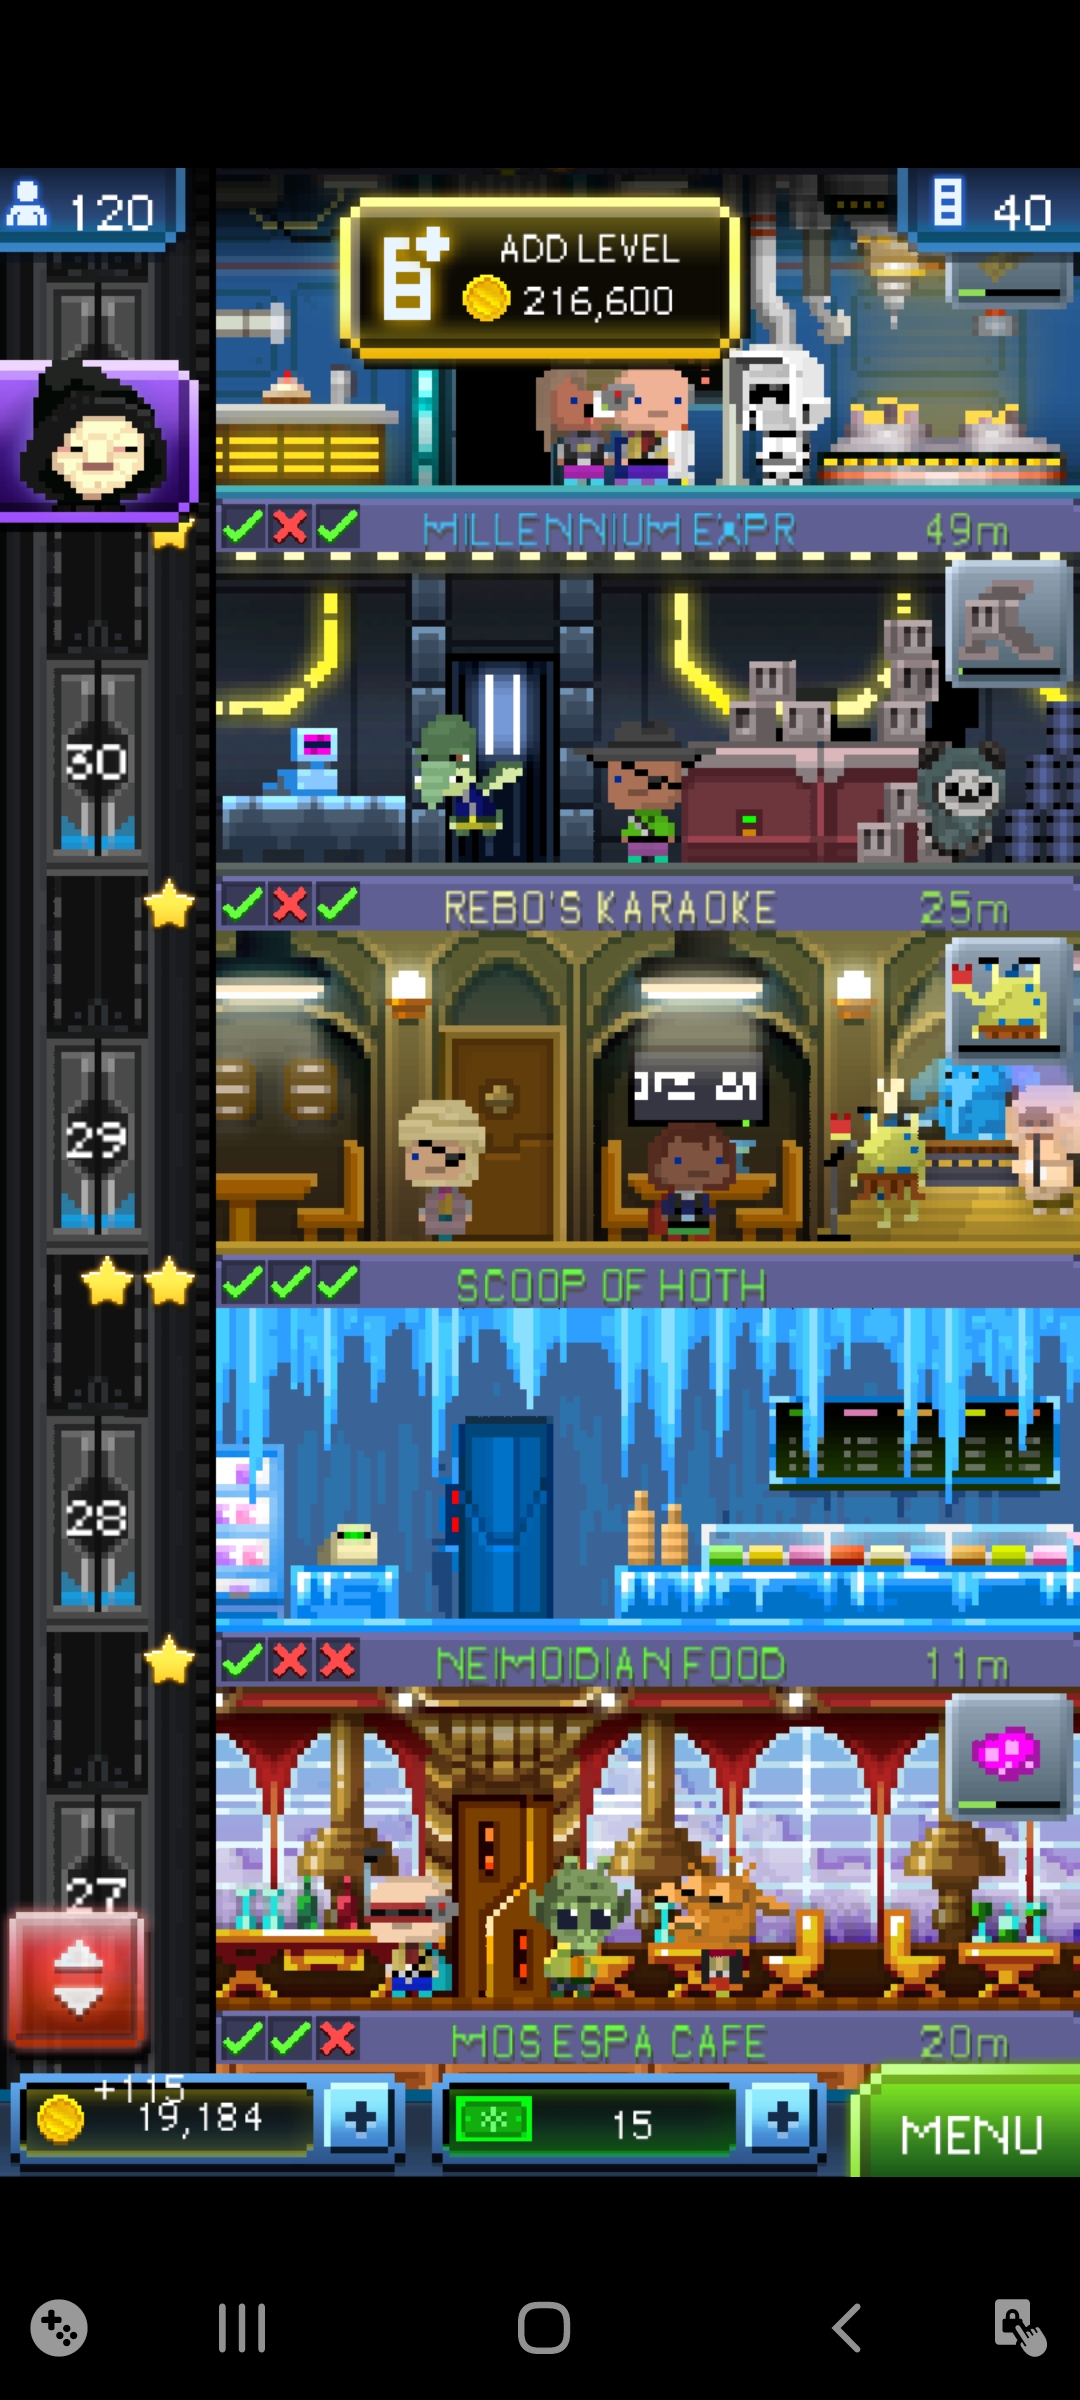 120
40
ADD LEVEL
216,600
MILLENNIUM EXPR 49m
30
REBO'S KARAOKE 25m
29
SCOOP OF HOTH
28
NEIMOIDIAN FOOD 11m
27
MOS ESPA CAFE 20m
+115
19,184
15
MENU